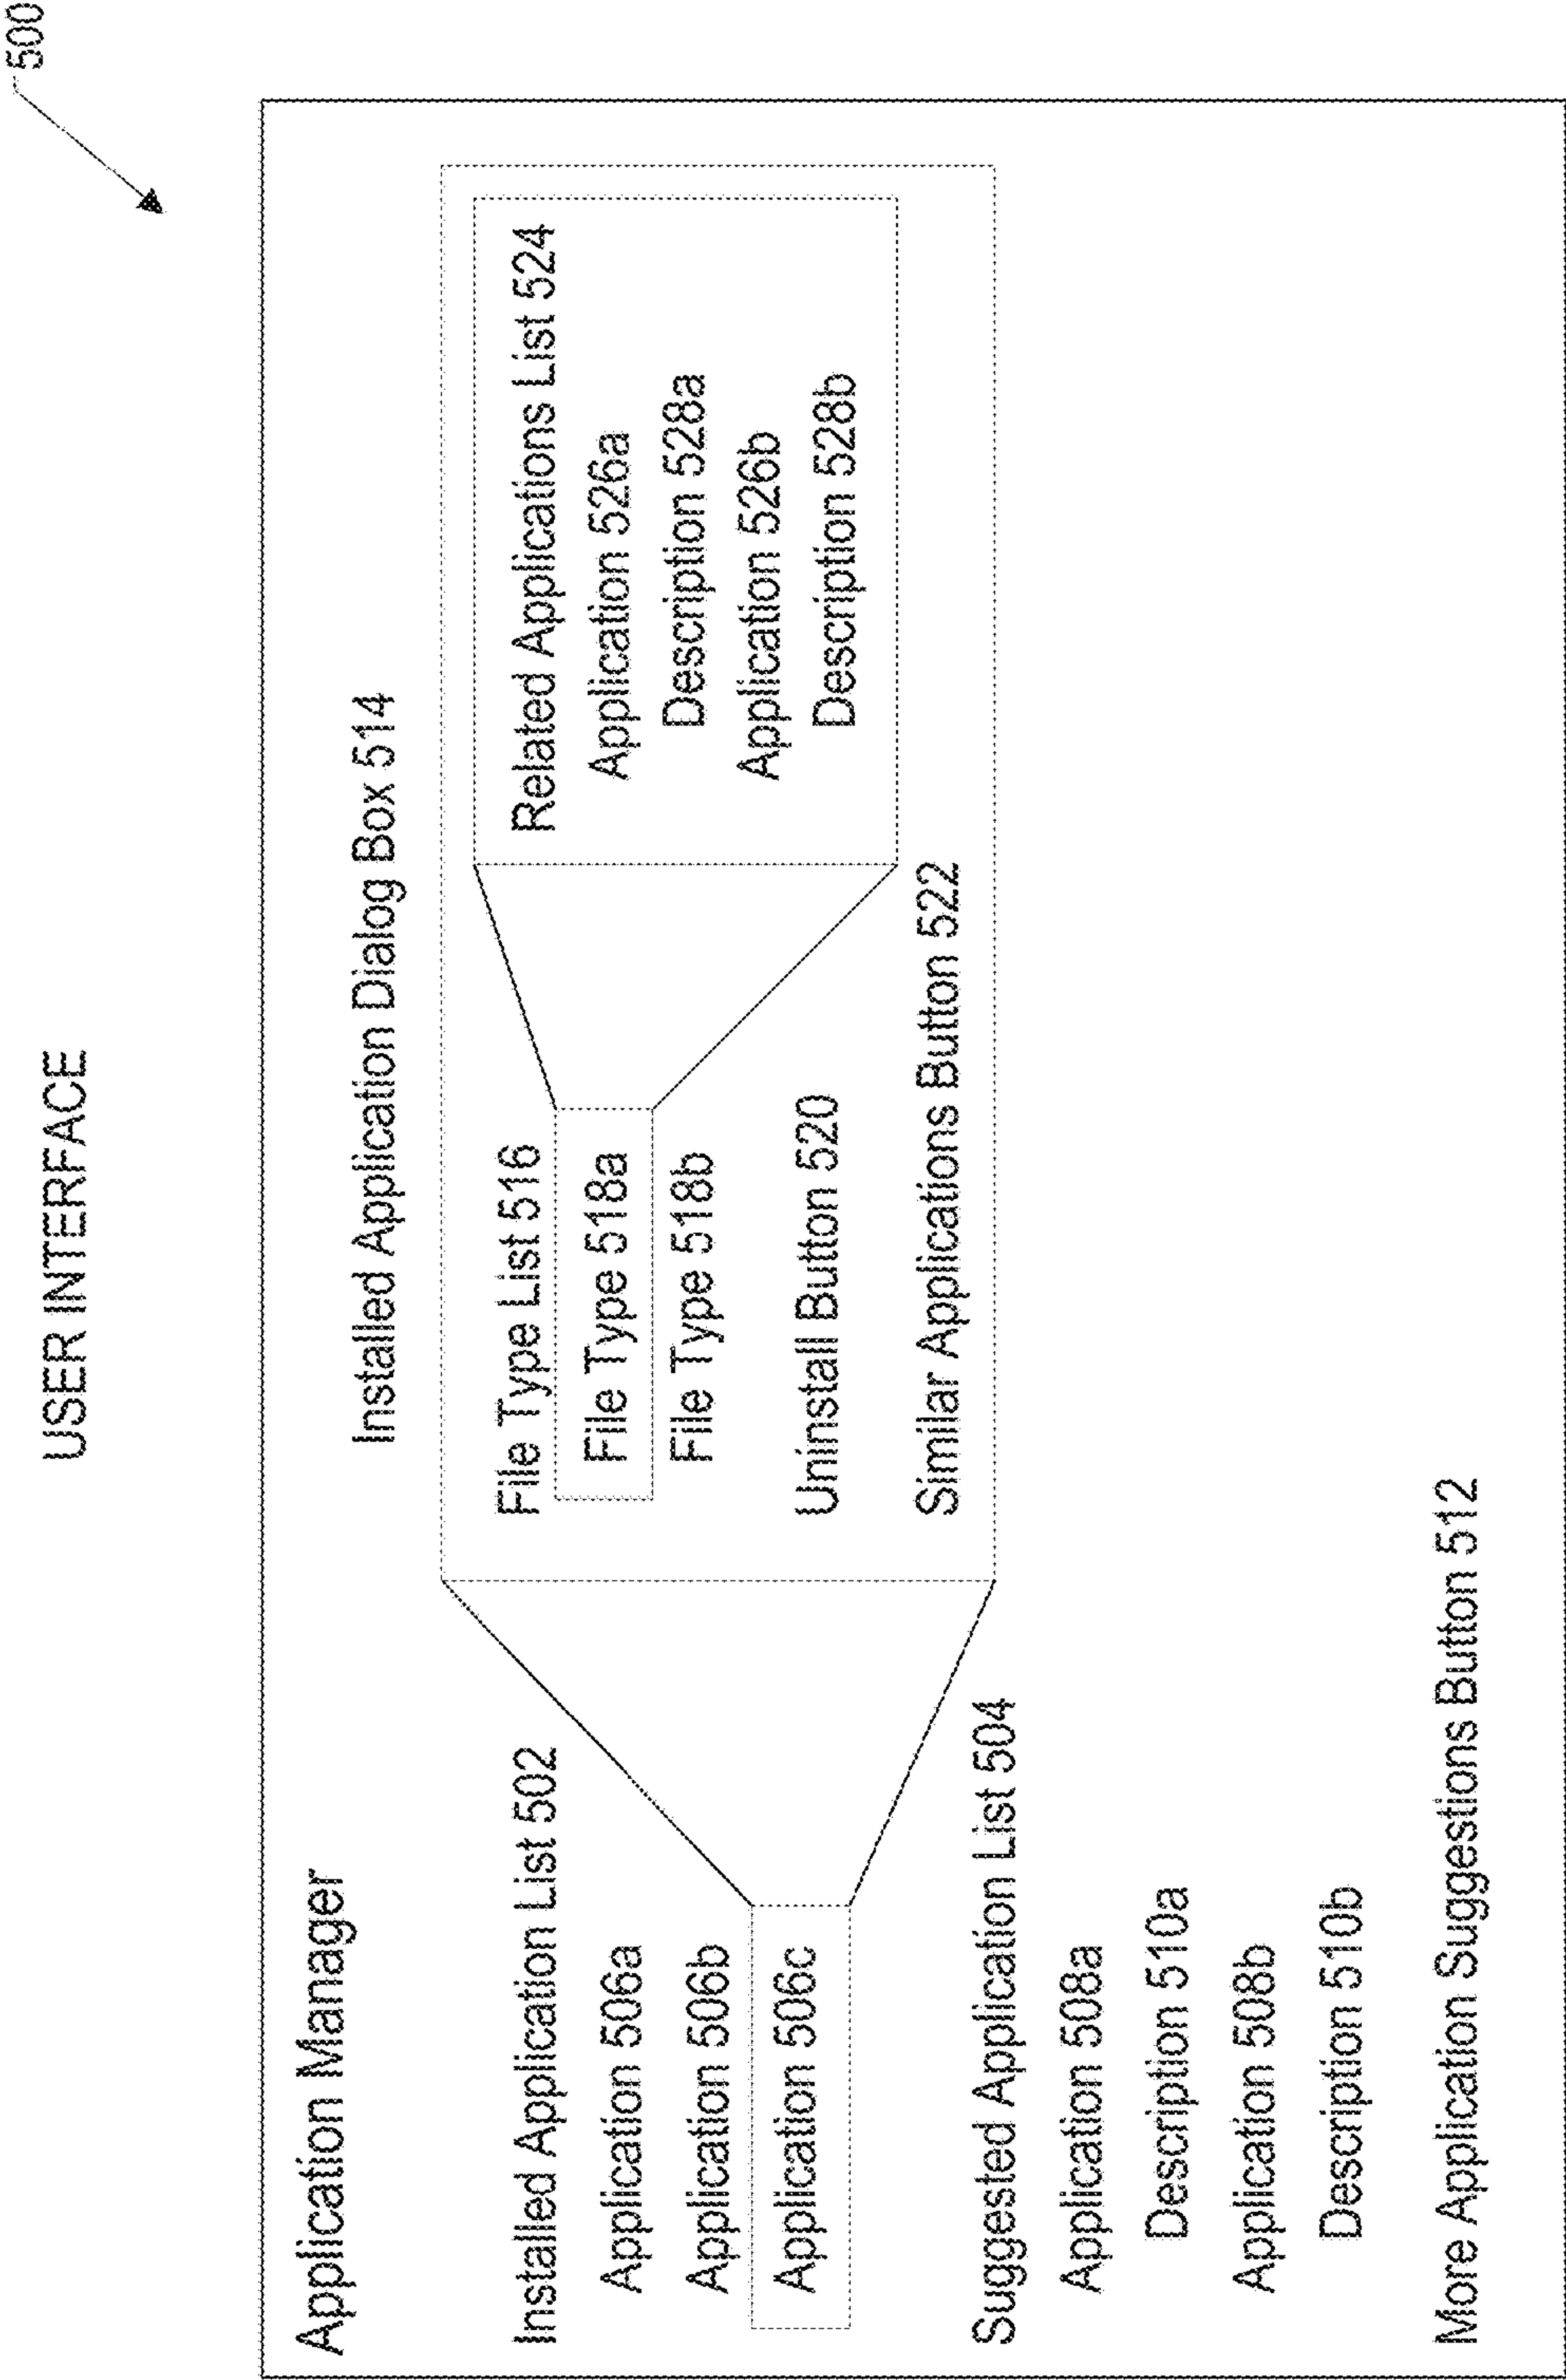 USER INTERFACE
500
Application Manager
Installed Application List 502
Application 506a
Application 506b
Application 506c
Suggested Application List 504
Application 508a
Description 510a
Application 508b
Description 510b
More Application Suggestions Button 512
Installed Application Dialog Box 514
File Type List 516
File Type 518a
File Type 518b
Uninstall Button 520
Similar Applications Button 522
Related Applications List 524
Application 526a
Description 528a
Application 526b
Description 528b